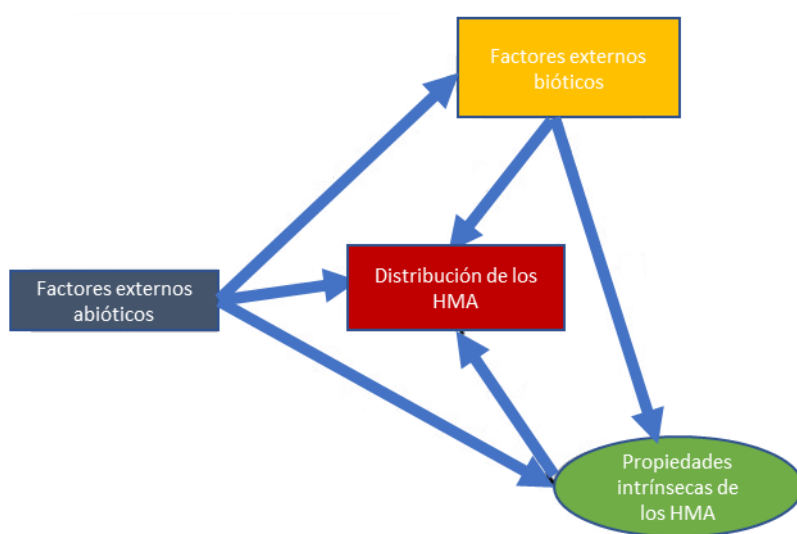 Factores externos
bióticos
Distribución de los
HMA
Factores externos
abióticos
Propiedades
intrínsecas de
los HMA